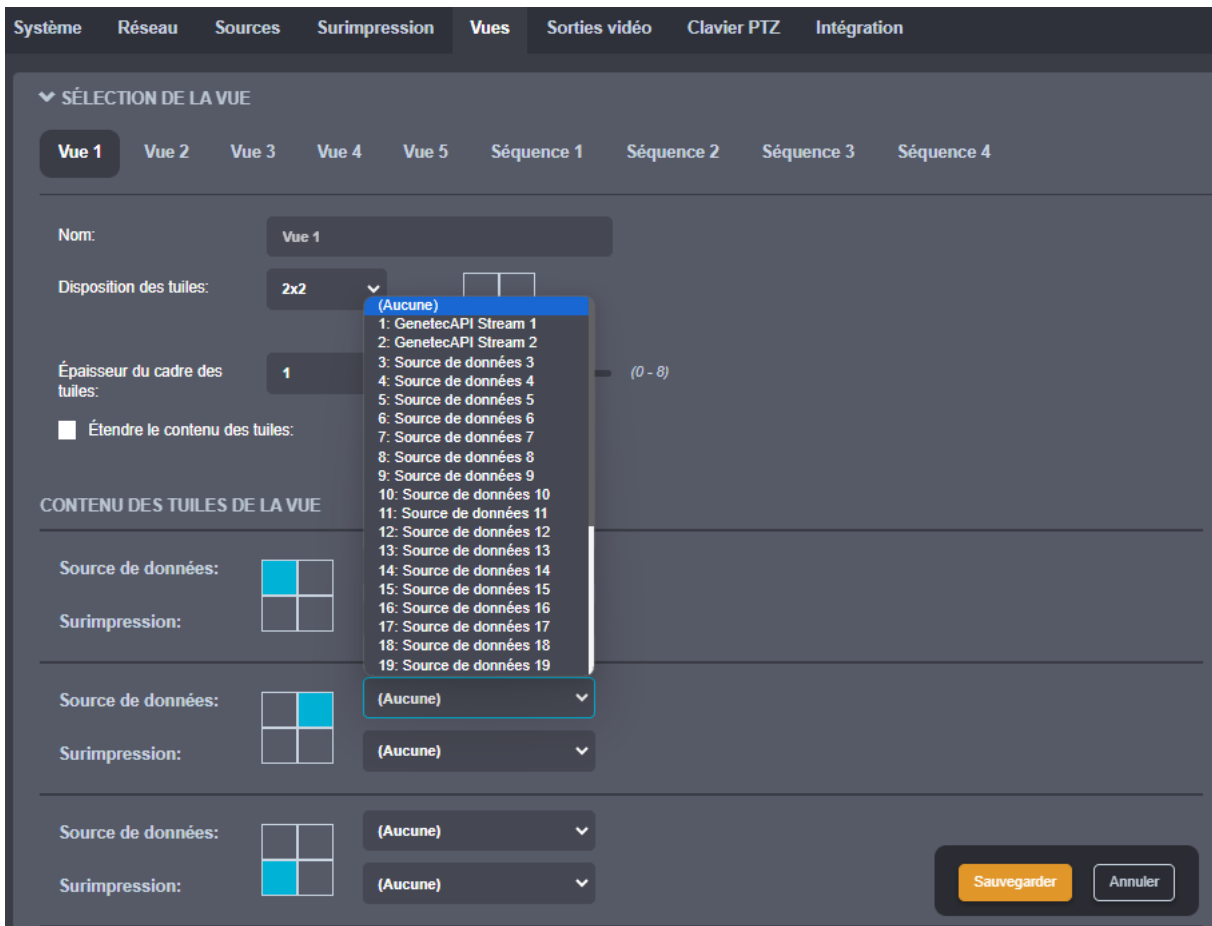 Système Réseau Sources Surimpression Vues Sorties vidéo Clavier PTZ Intégration
SÉLECTION DE LA VUE
Vue 1 Vue 2 Vue 3 Vue 4 Vue 5 Séquence 1 Séquence 2 Séquence 3 Séquence 4
Nom: Vue 1
Disposition des tuiles: 2x2
(Aucune)
1: GenetecAPI Stream 1
2: GenetecAPI Stream 2
3: Source de données 3
4: Source de données 4
5: Source de données 5
6: Source de données 6
7: Source de données 7
8: Source de données 8
9: Source de données 9
10: Source de données 10
11: Source de données 11
12: Source de données 12
13: Source de données 13
14: Source de données 14
15: Source de données 15
16: Source de données 16
17: Source de données 17
18: Source de données 18
19: Source de données 19
Épaisseur du cadre des
tuiles:
1 (0 - 8)
Étendre le contenu des tuiles:
CONTENU DES TUILES DE LA VUE
Source de données:
Surimpression:
Source de données: (Aucune)
Surimpression: (Aucune)
Source de données: (Aucune)
Surimpression: (Aucune)
Sauvegarder Annuler